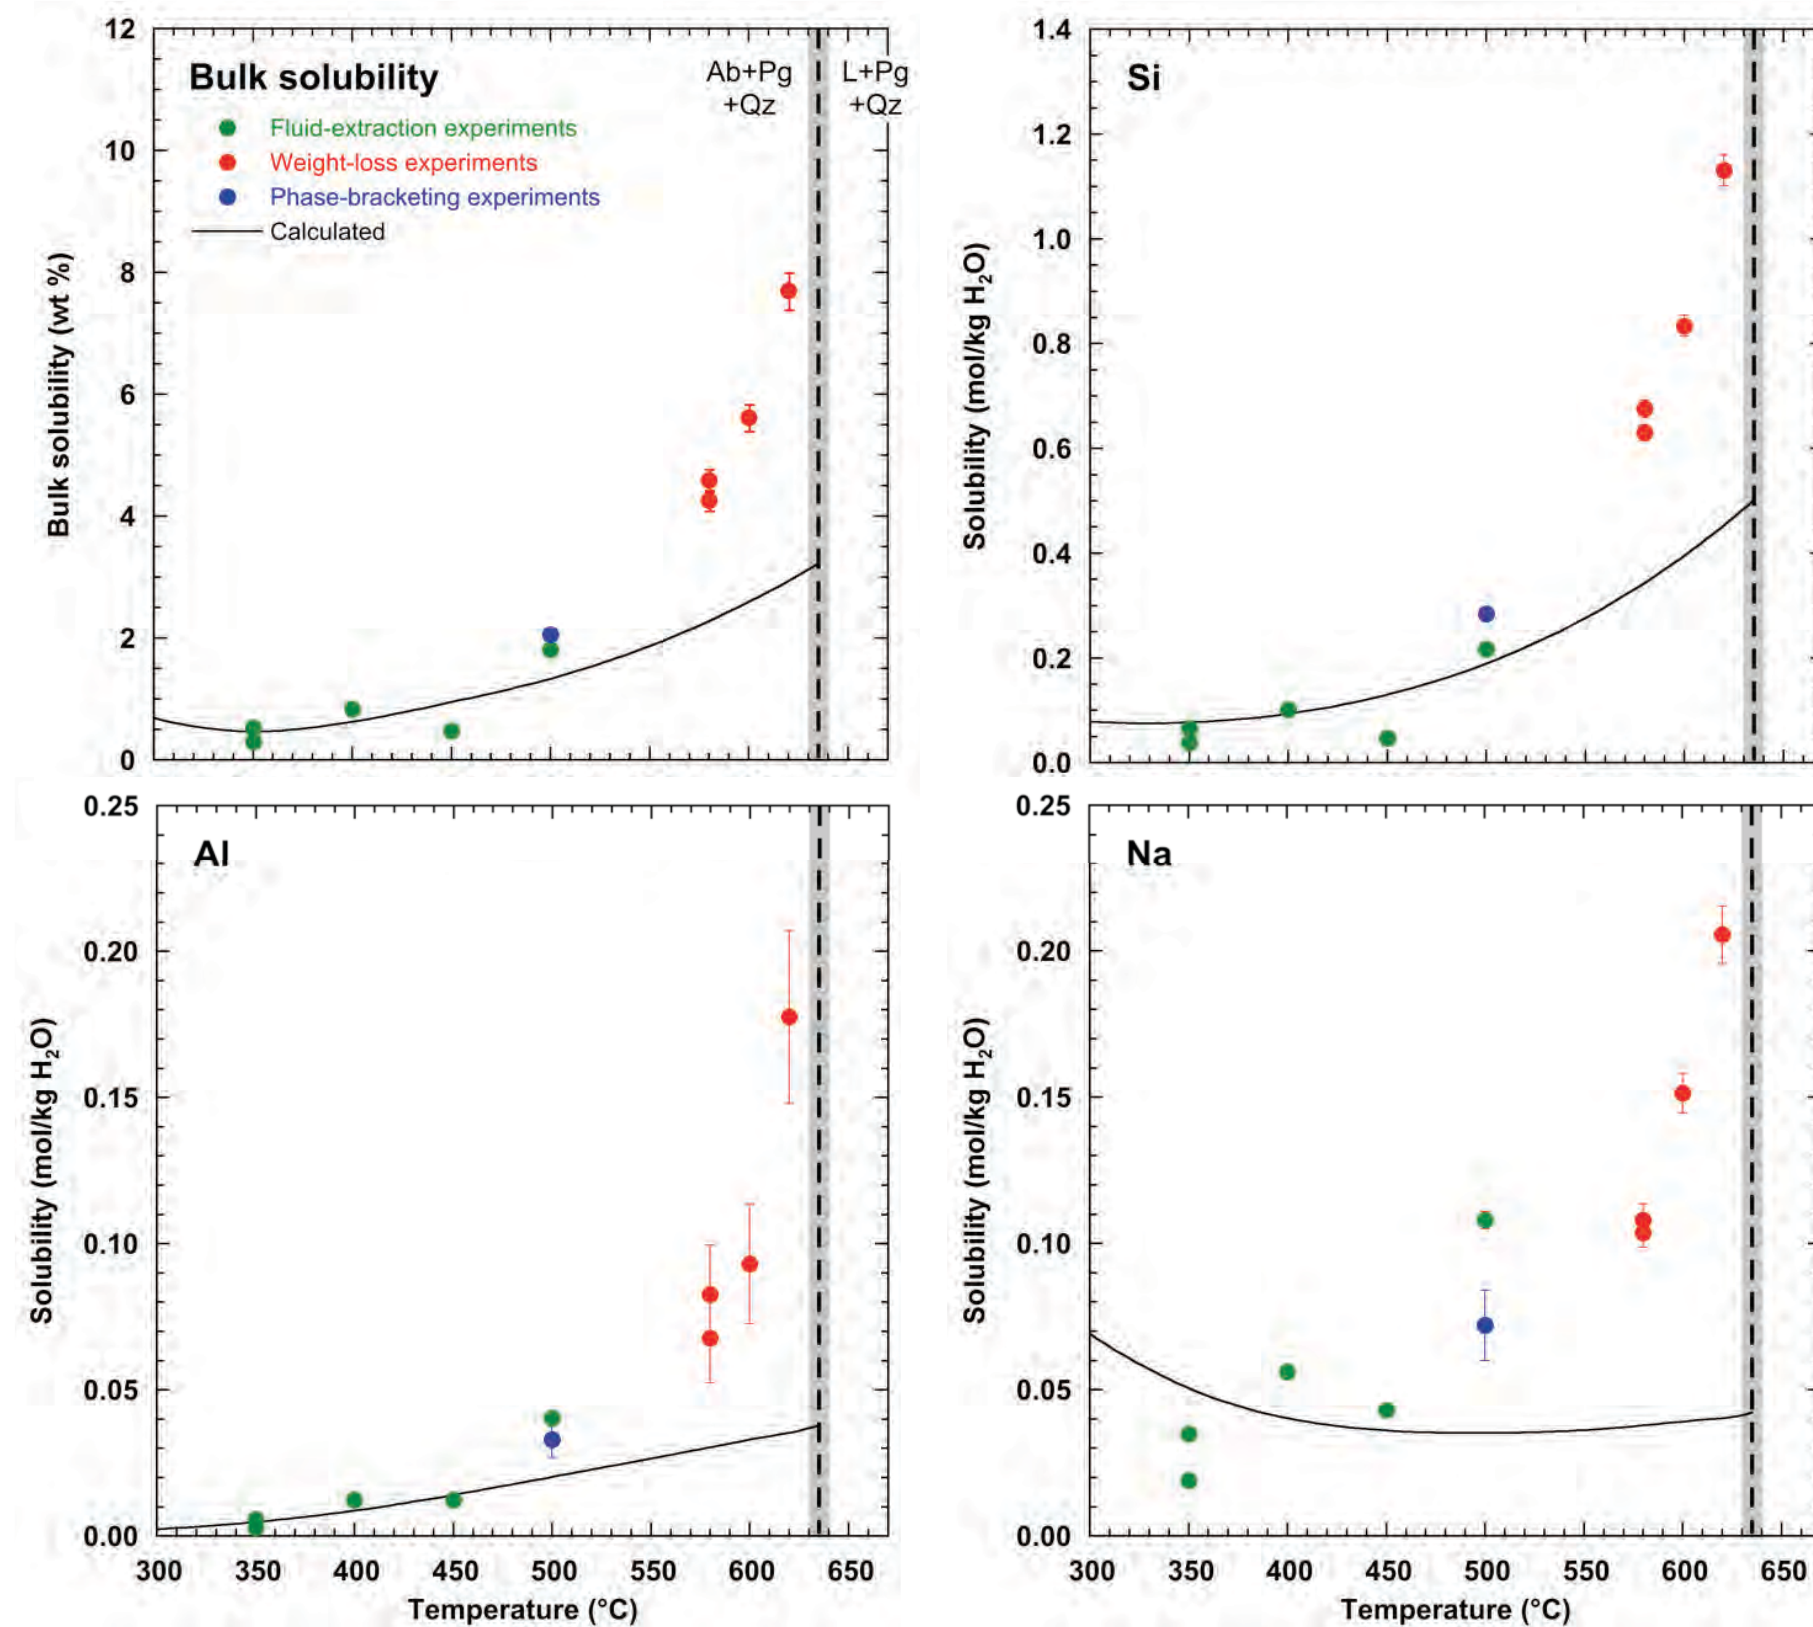 12
10
8
6
4
2
0
Bulk solubility (wt %)
Bulk solubility
Fluid-extraction experiments
Weight-loss experiments
Phase-bracketing experiments
Calculated
Ab+Pg
+Qz
L+Pg
+Qz
1.4
1.2
1.0
0.8
0.6
0.4
0.2
0.0
Solubility (mol/kg H₂O)
Si
0.25
0.20
0.15
0.10
0.05
0.00
Solubility (mol/kg H₂O)
Al
300 350 400 450 500 550 600 650
Temperature (°C)
0.25
0.20
0.15
0.10
0.05
0.00
Solubility (mol/kg H₂O)
Na
300 350 400 450 500 550 600 650
Temperature (°C)